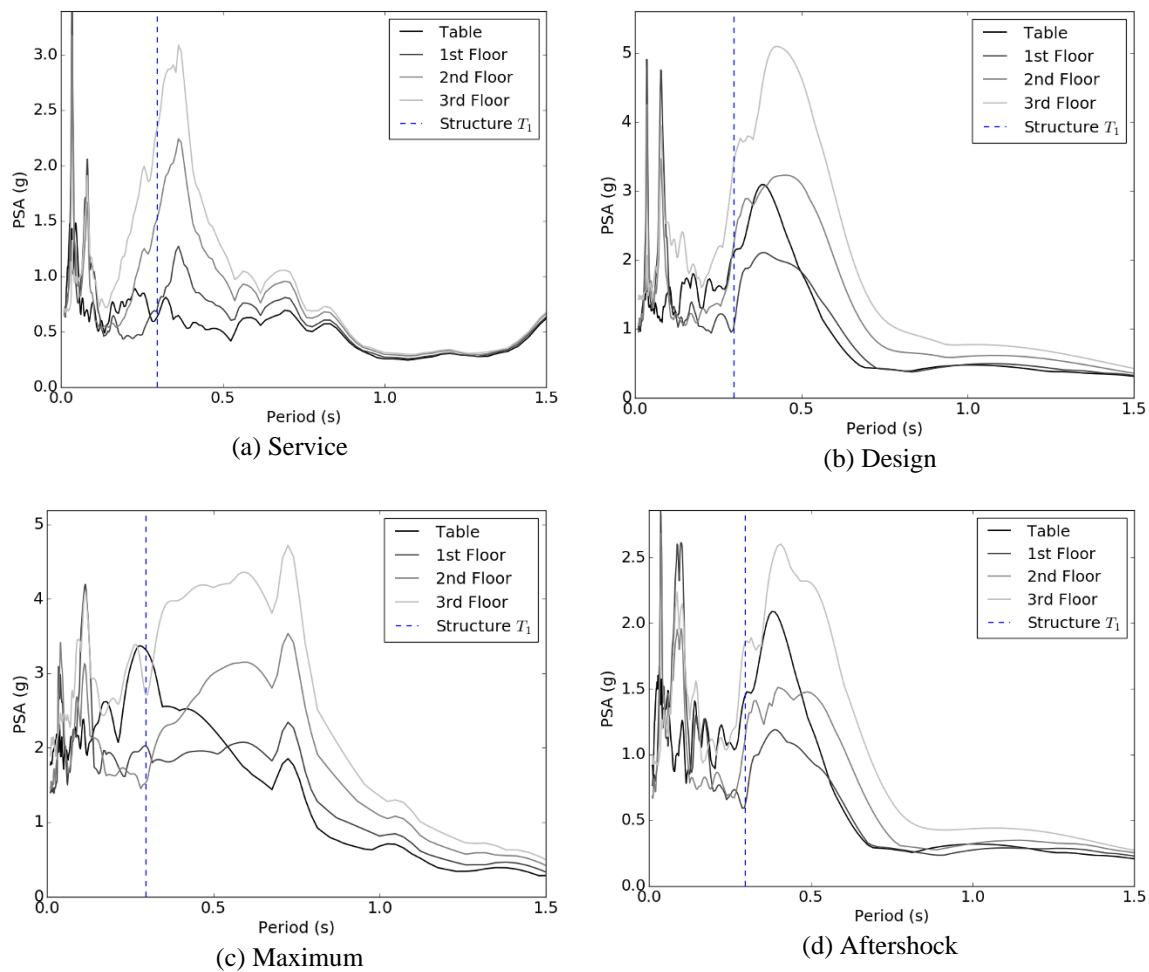 PSA (g)
3.0
2.5
2.0
1.5
1.0
0.5
0.0
0.0 0.5 1.0 1.5
Period (s)
Table
1st Floor
2nd Floor
3rd Floor
Structure T1
(a) Service
PSA (g)
5
4
3
2
1
0
0.0 0.5 1.0 1.5
Period (s)
Table
1st Floor
2nd Floor
3rd Floor
Structure T1
(b) Design
PSA (g)
5
4
3
2
1
0
0.0 0.5 1.0 1.5
Period (s)
Table
1st Floor
2nd Floor
3rd Floor
Structure T1
(c) Maximum
PSA (g)
2.5
2.0
1.5
1.0
0.5
0.0
0.0 0.5 1.0 1.5
Period (s)
Table
1st Floor
2nd Floor
3rd Floor
Structure T1
(d) Aftershock